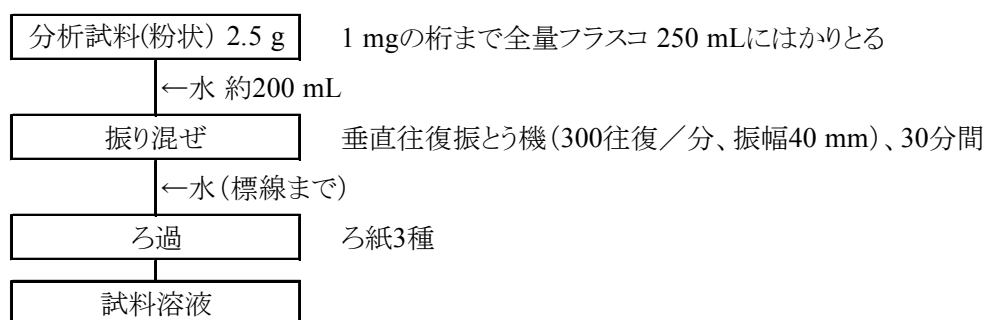 分析試料(粉状) 2.5 g 1 mgの桁まで全量フラスコ 250 mLにはかりとる
←水 約200 mL
振り混ぜ 垂直往復振とう機(300往復/分、振幅40 mm)、30分間
←水(標線まで)
ろ過 ろ紙3種
試料溶液